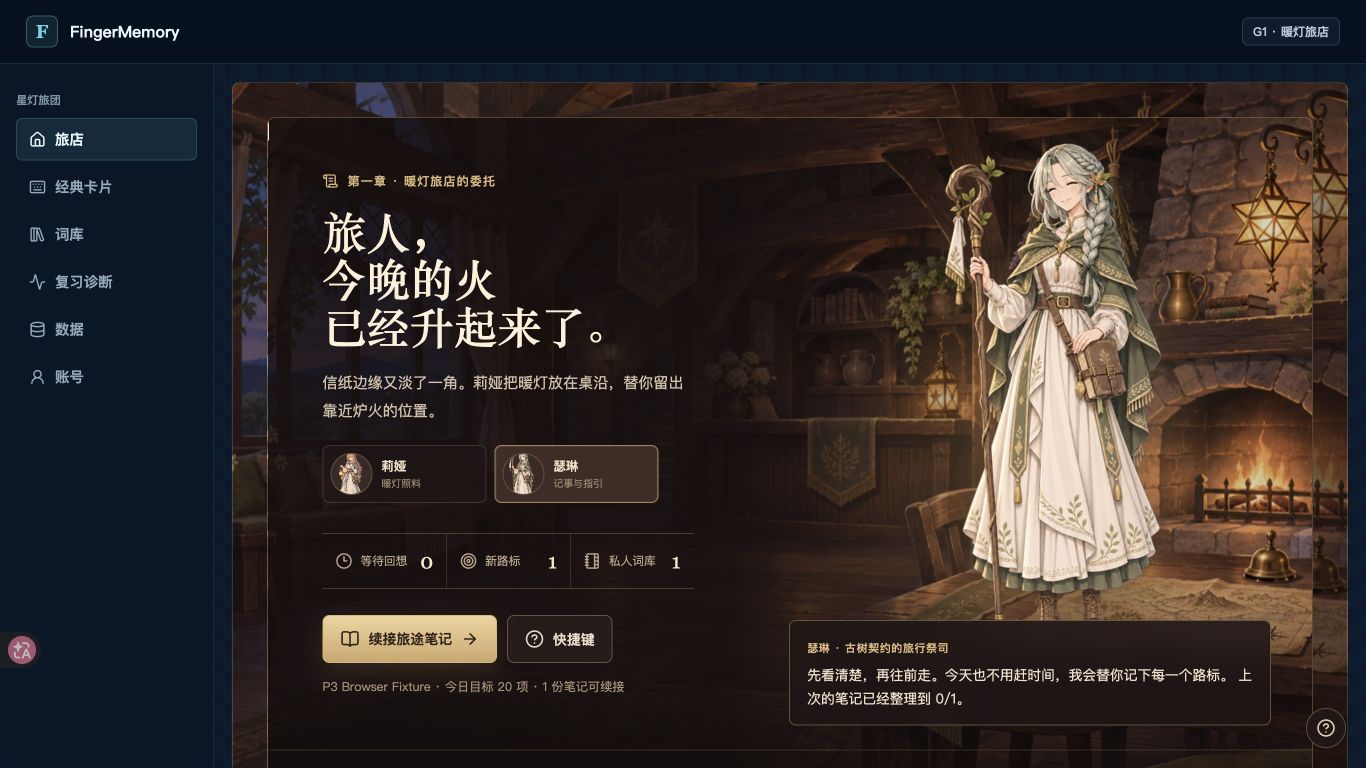 F FingerMemory
G1 · 暖灯旅店
星灯旅团
旅店
经典卡片
词库
复习诊断
数据
账号
第一章 · 暖灯旅店的委托
旅人，
今晚的火
已经升起来了。
信纸边缘又淡了一角。莉娅把暖灯放在桌沿，替你留出
靠近炉火的位置。
莉娅
暖灯照料
瑟琳
记事与指引
等待回想 0
新路标 1
私人词库 1
续接旅途笔记
快捷键
P3 Browser Fixture · 今日目标 20 项 · 1 份笔记可续接
瑟琳 · 古树契约的旅行祭司
先看清楚，再往前走。今天也不用赶时间，我会替你记下每一个路标。 上
次的笔记已经整理到 0/1。